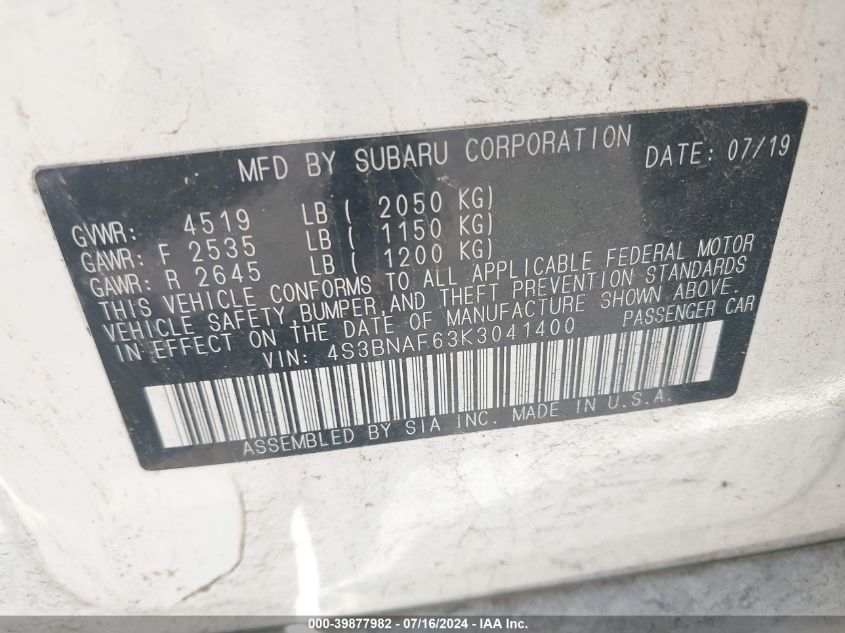 MFD BY SUBARU CORPORATION DATE: 07/19
GVWR: 4519 LB ( 2050 KG)
GAWR: F 2535 LB ( 1150 KG)
GAWR: R 2645 LB ( 1200 KG)
THIS VEHICLE CONFORMS TO ALL APPLICABLE FEDERAL MOTOR
VEHICLE SAFETY,BUMPER,AND THEFT PREVENTION STANDARDS
IN EFFECT ON THE DATE OF MANUFACTURE SHOWN ABOVE.
VIN: 4S3BNAF63K3041400 PASSENGER CAR
ASSEMBLED BY SIA INC. MADE IN U.S.A.
000-39877982 - 07/16/2024 - IAA Inc.